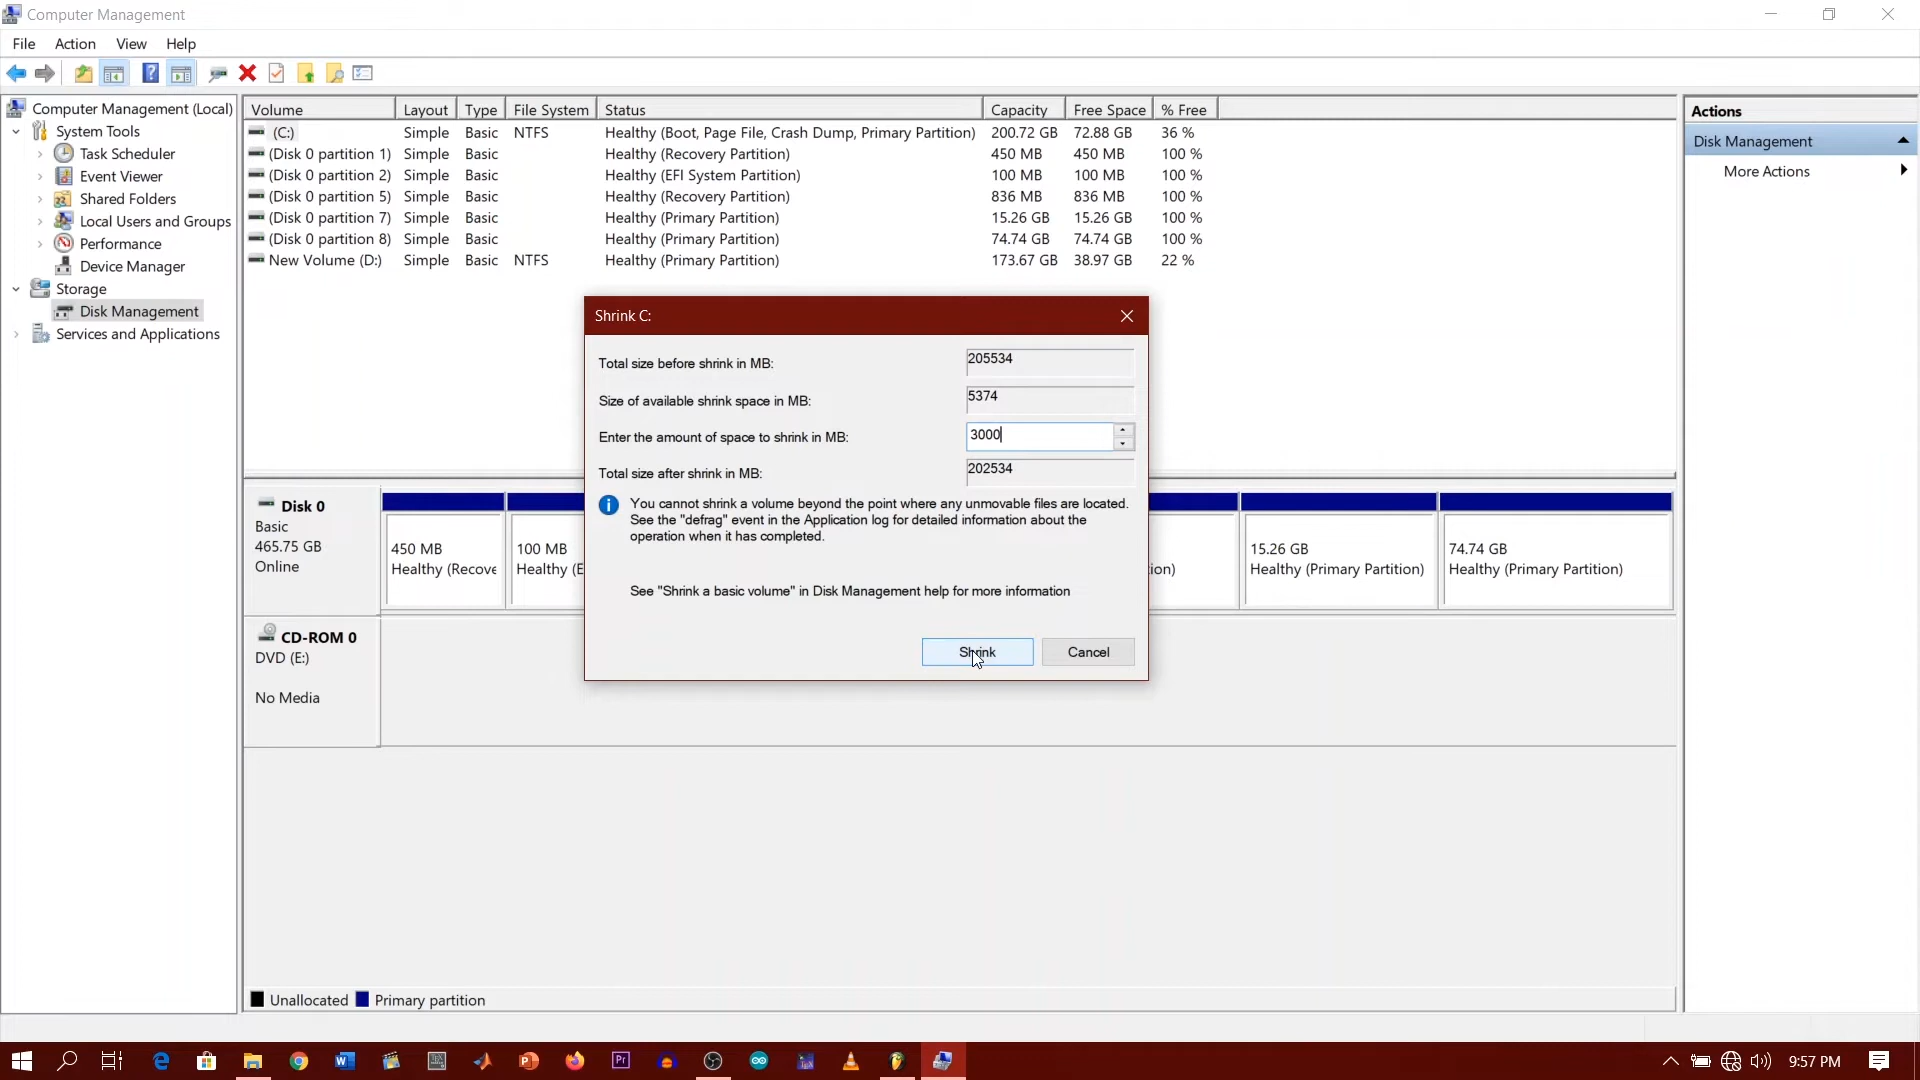 Computer Management
File Action View Help
Computer Management (Local)
System Tools
Task Scheduler
Event Viewer
Shared Folders
Local Users and Groups
Performance
Device Manager
Storage
Disk Management
Services and Applications
Volume Layout Type File System Status Capacity Free Space % Free
(C:) Simple Basic NTFS Healthy (Boot, Page File, Crash Dump, Primary Partition) 200.72 GB 72.88 GB 36 %
(Disk 0 partition 1) Simple Basic Healthy (Recovery Partition) 450 MB 450 MB 100 %
(Disk 0 partition 2) Simple Basic Healthy (EFI System Partition) 100 MB 100 MB 100 %
(Disk 0 partition 5) Simple Basic Healthy (Recovery Partition) 836 MB 836 MB 100 %
(Disk 0 partition 7) Simple Basic Healthy (Primary Partition) 15.26 GB 15.26 GB 100 %
(Disk 0 partition 8) Simple Basic Healthy (Primary Partition) 74.74 GB 74.74 GB 100 %
New Volume (D:) Simple Basic NTFS Healthy (Primary Partition) 173.67 GB 38.97 GB 22 %
Actions
Disk Management
More Actions
Shrink C:
Total size before shrink in MB: 205534
Size of available shrink space in MB: 5374
Enter the amount of space to shrink in MB: 3000
Total size after shrink in MB: 202534
You cannot shrink a volume beyond the point where any unmovable files are located.
See the "defrag" event in the Application log for detailed information about the
operation when it has completed.
See "Shrink a basic volume" in Disk Management help for more information
Shrink Cancel
Disk 0
Basic
465.75 GB
Online
450 MB
Healthy (Recove
100 MB
Healthy (E
ion)
15.26 GB
Healthy (Primary Partition)
74.74 GB
Healthy (Primary Partition)
CD-ROM 0
DVD (E:)
No Media
Unallocated Primary partition
9:57 PM